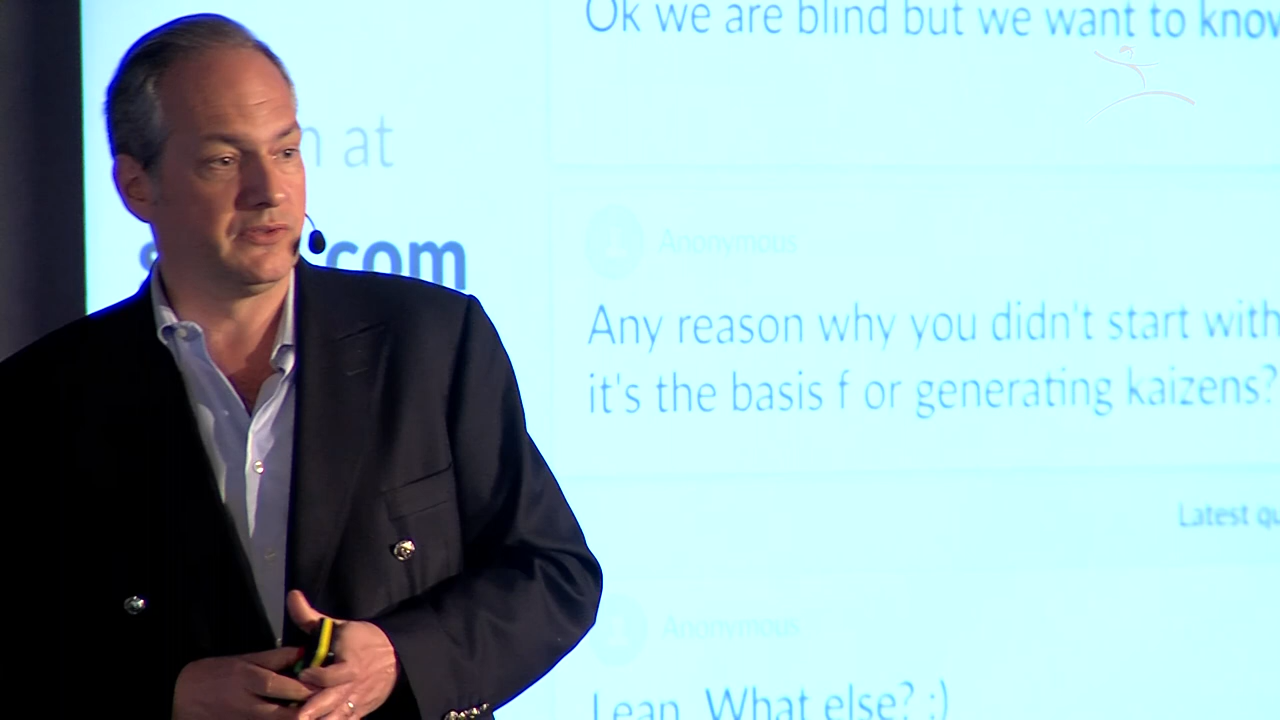 Ok we are blind but we want to know
at
.com
Anonymous
Any reason why you didn't start with
it's the basis f or generating kaizens?
Latest
Anonymous
Lean. What else? :)